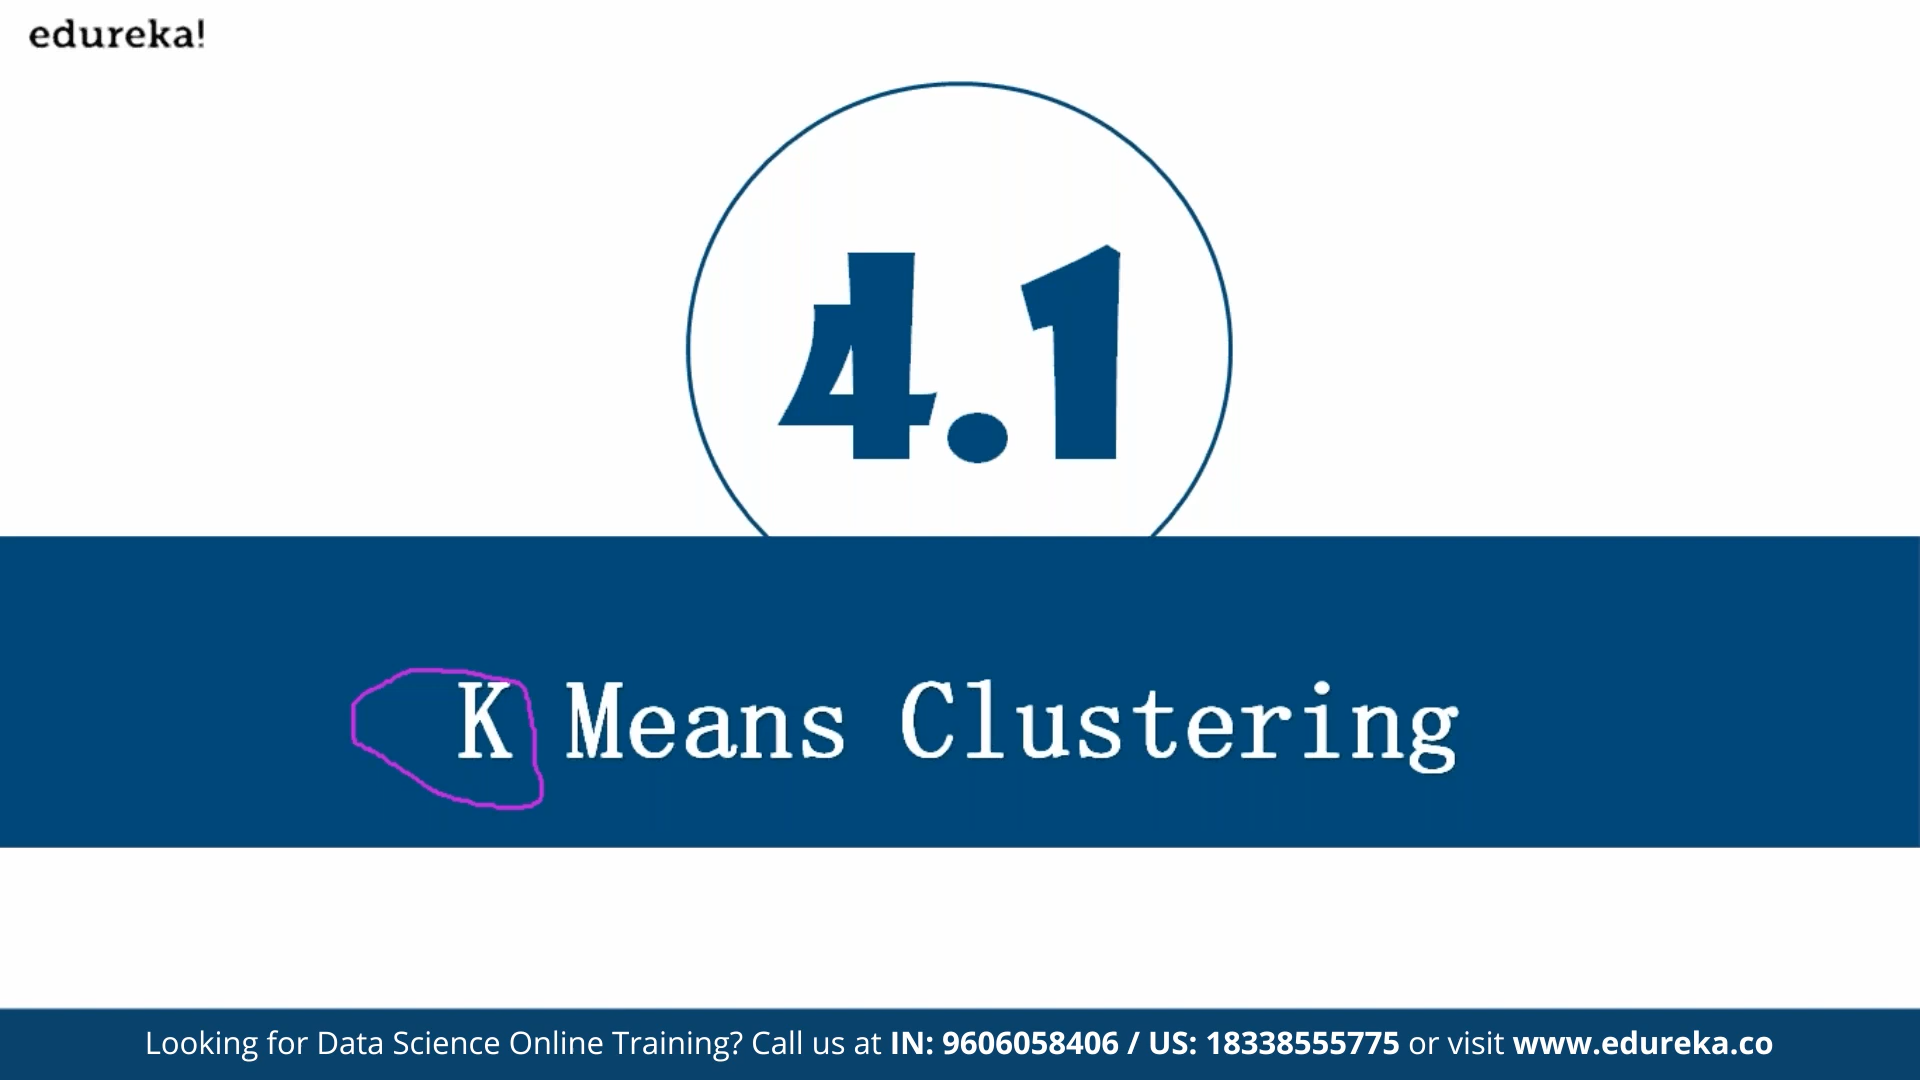 edureka!
4.1
K Means Clustering
Looking for Data Science Online Training? Call us at IN: 9606058406 / US: 18338555775 or visit www.edureka.co